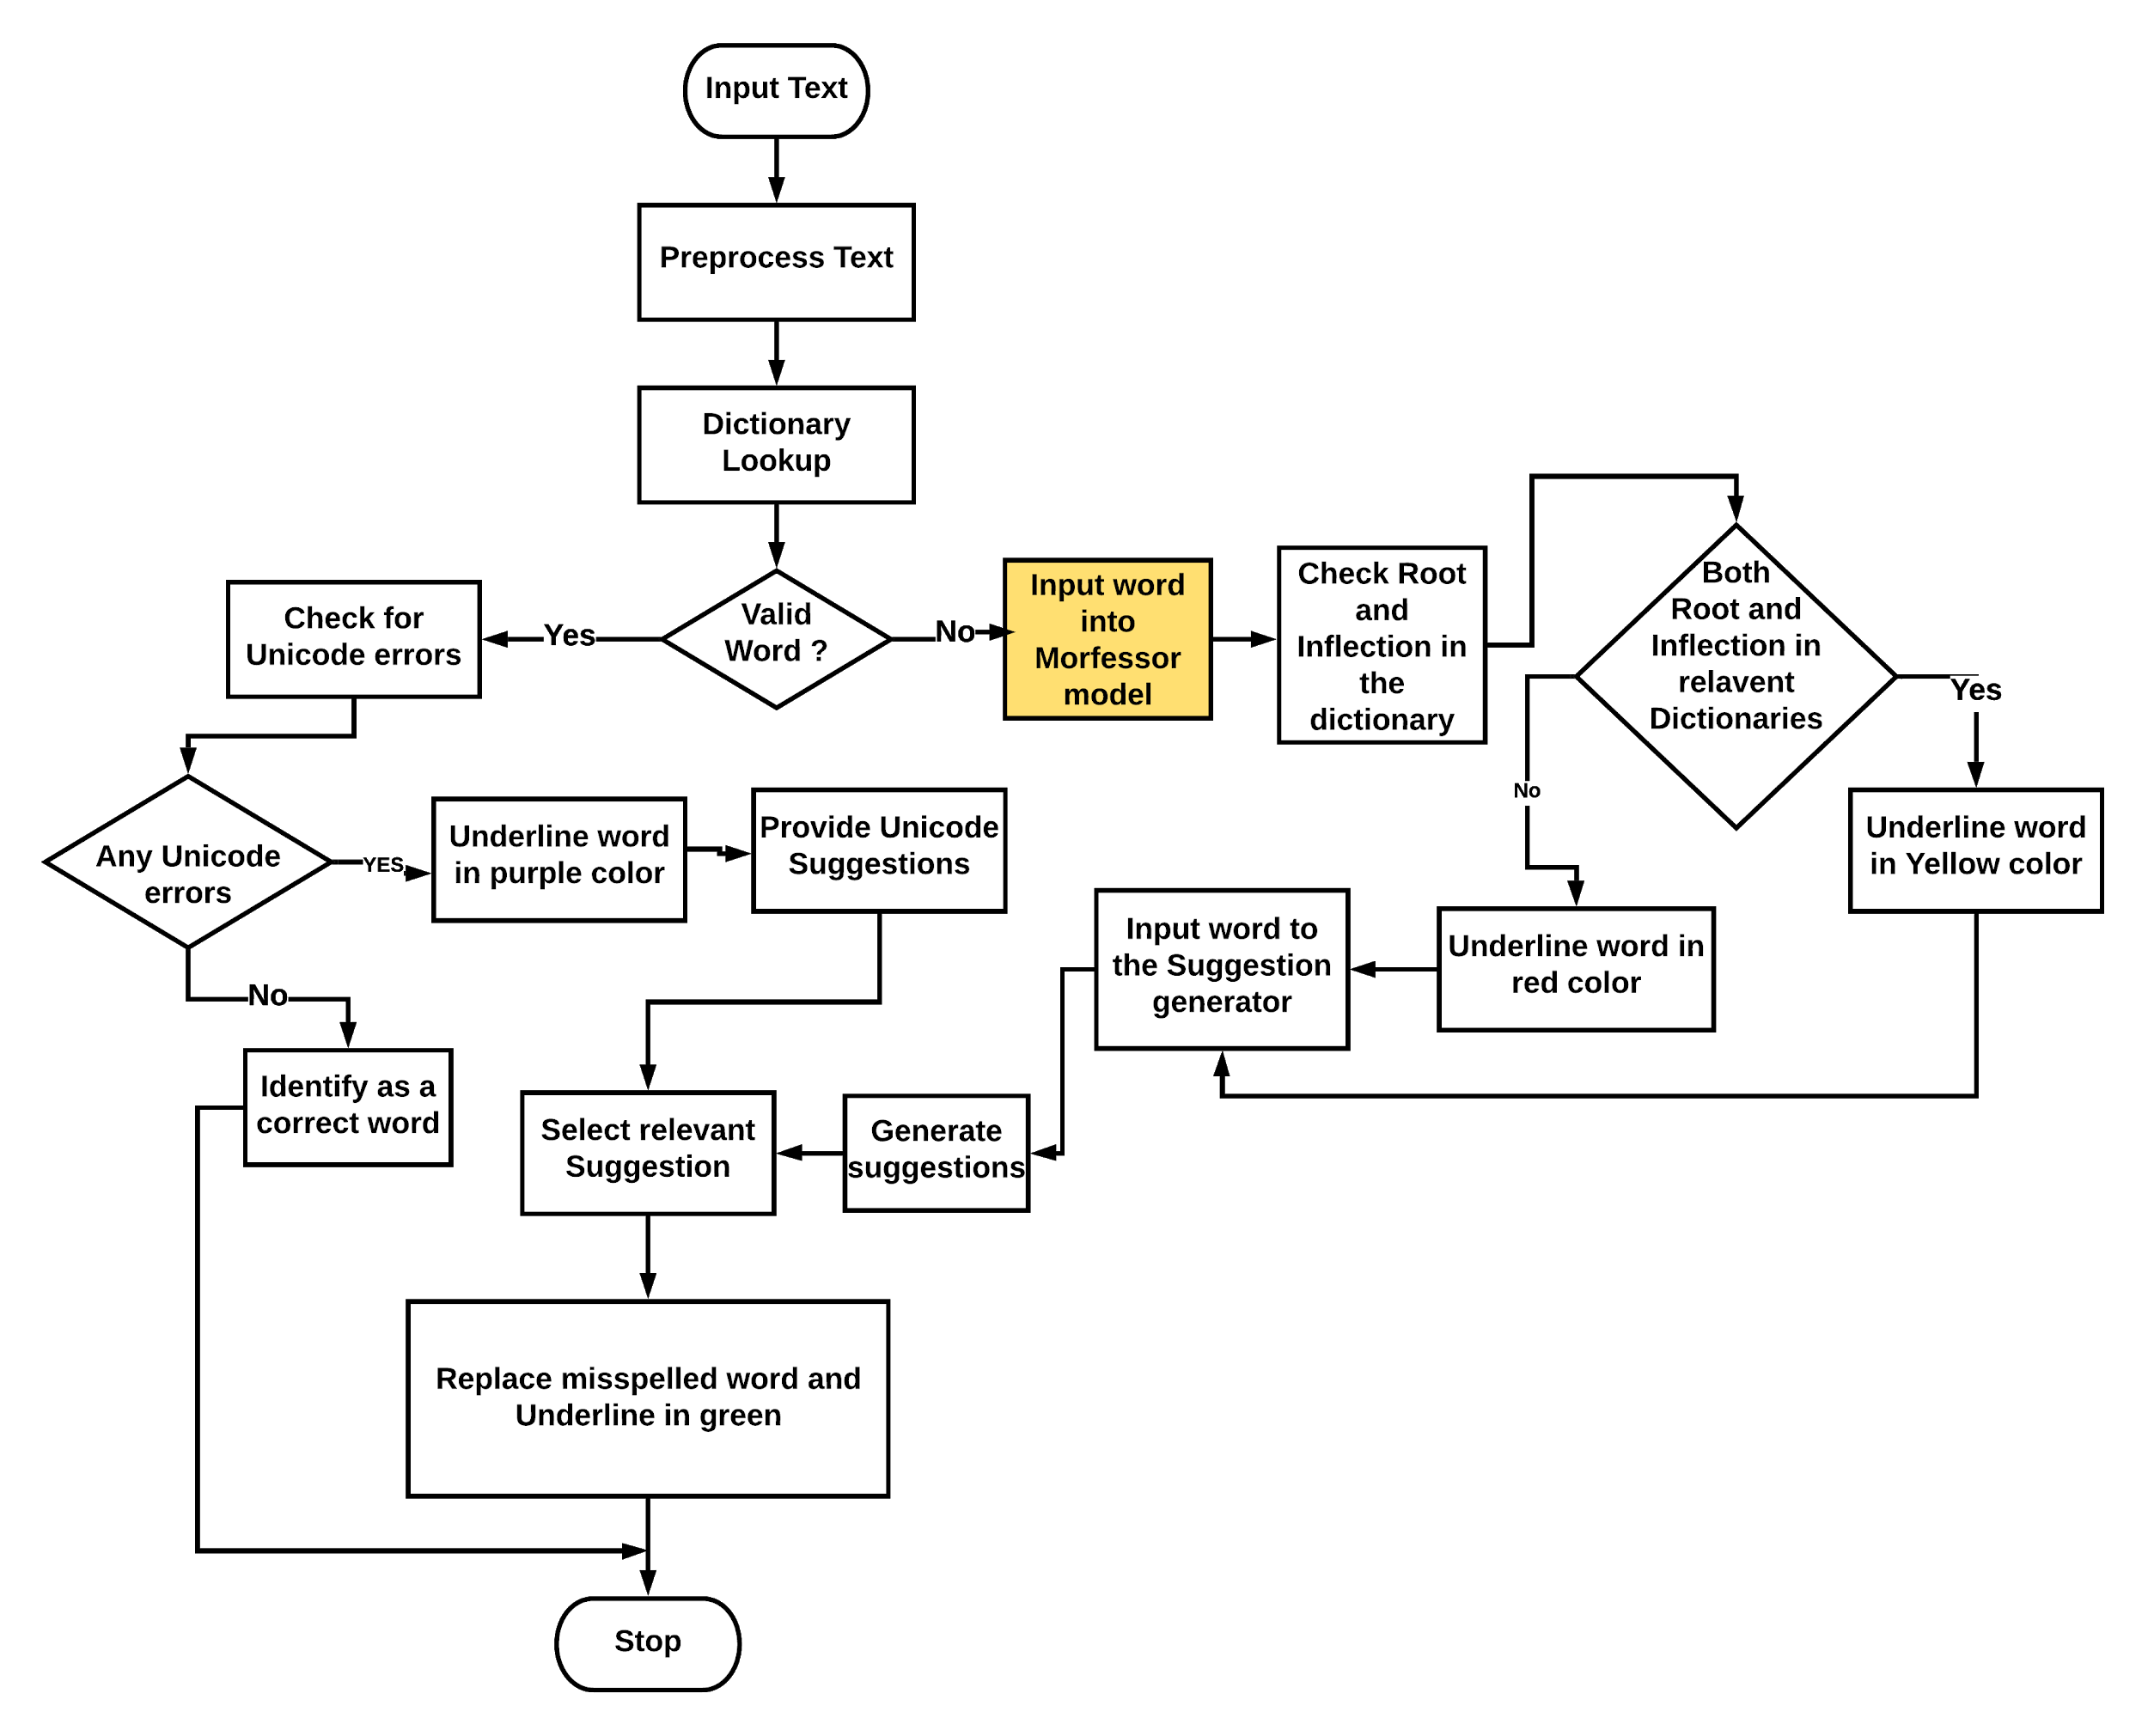 Input Text
Preprocess Text
Dictionary
Lookup
Valid
Word ?
Yes
No
Check for
Unicode errors
Input word
into
Morfessor
model
Check Root
and
Inflection in
the
dictionary
Both
Root and
Inflection in
relavent
Dictionaries
Yes
No
Any Unicode
errors
YES
No
Underline word
in purple color
Provide Unicode
Suggestions
Underline word
in Yellow color
Underline word in
red color
Input word to
the Suggestion
generator
Identify as a
correct word
Select relevant
Suggestion
Generate
suggestions
Replace misspelled word and
Underline in green
Stop